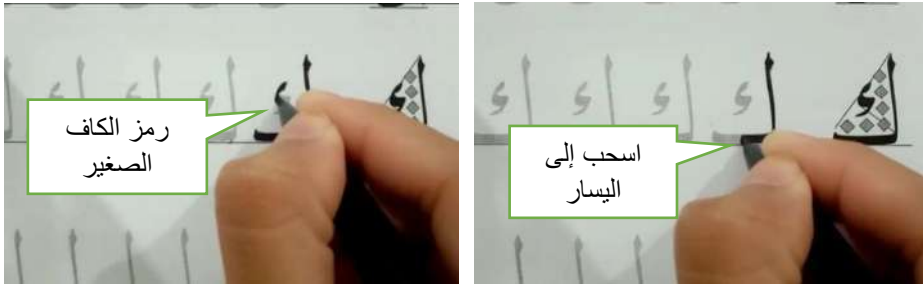 اسحب إلى
اليسار
رمز الكاف
الصغير